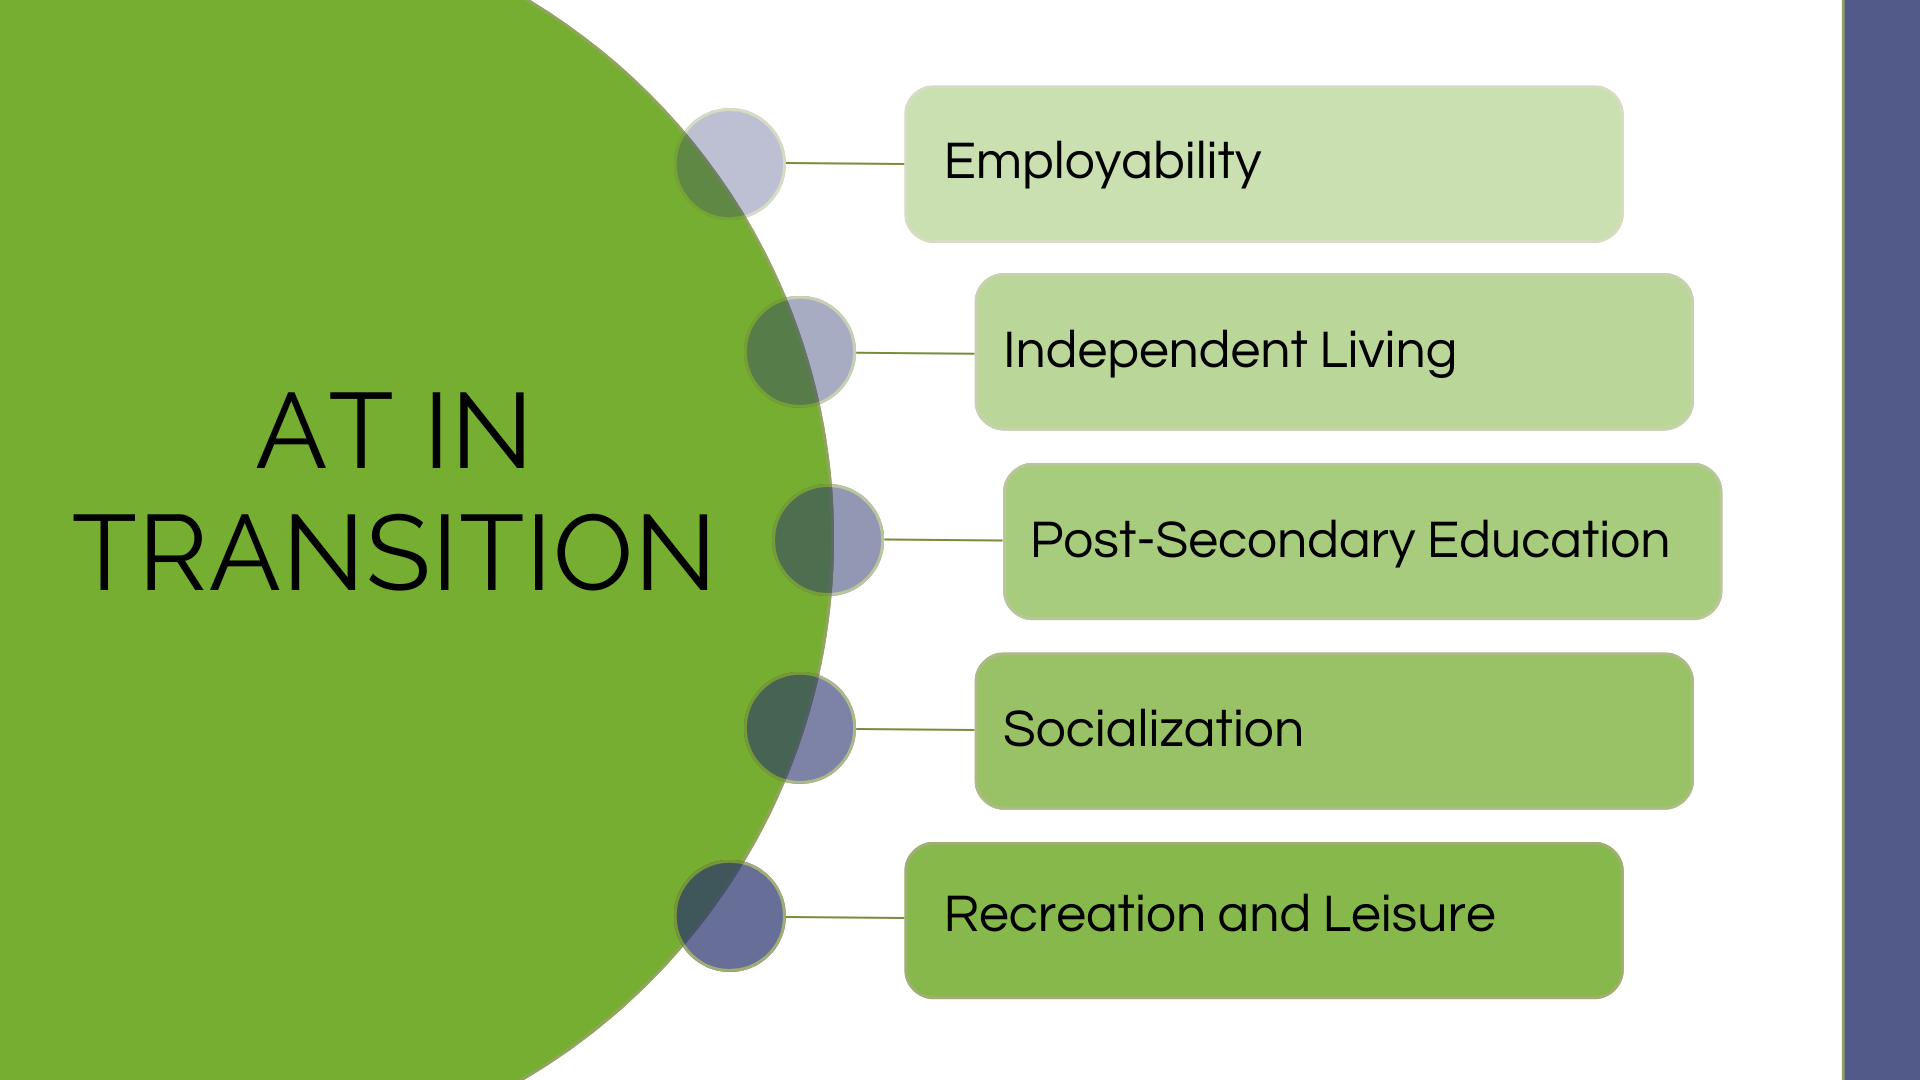 AT IN
TRANSITION
Employability
Independent Living
Post-Secondary Education
Socialization
Recreation and Leisure